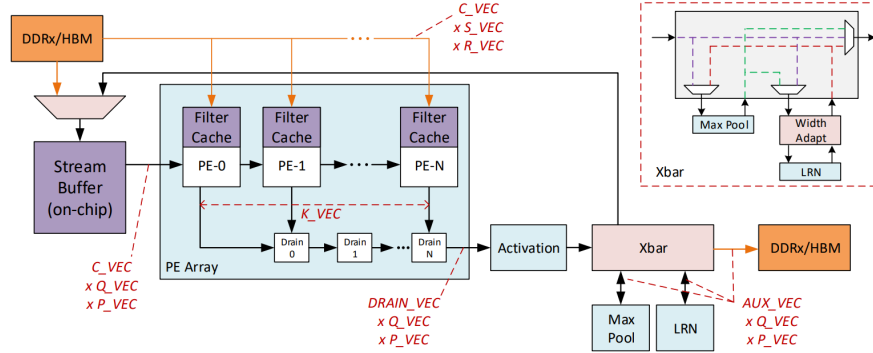 DDRx/HBM
C_VEC
x S_VEC
x R_VEC
Filter
Cache
PE-0
Filter
Cache
PE-1
Filter
Cache
PE-N
Stream
Buffer
(on-chip)
K_VEC
Drain
0
Drain
1
Drain
N
PE Array
C_VEC
x Q_VEC
x P_VEC
DRAIN_VEC
x Q_VEC
x P_VEC
Activation
Xbar
DDRx/HBM
Max
Pool
LRN
AUX_VEC
x Q_VEC
x P_VEC
Max Pool
Width
Adapt
LRN
Xbar